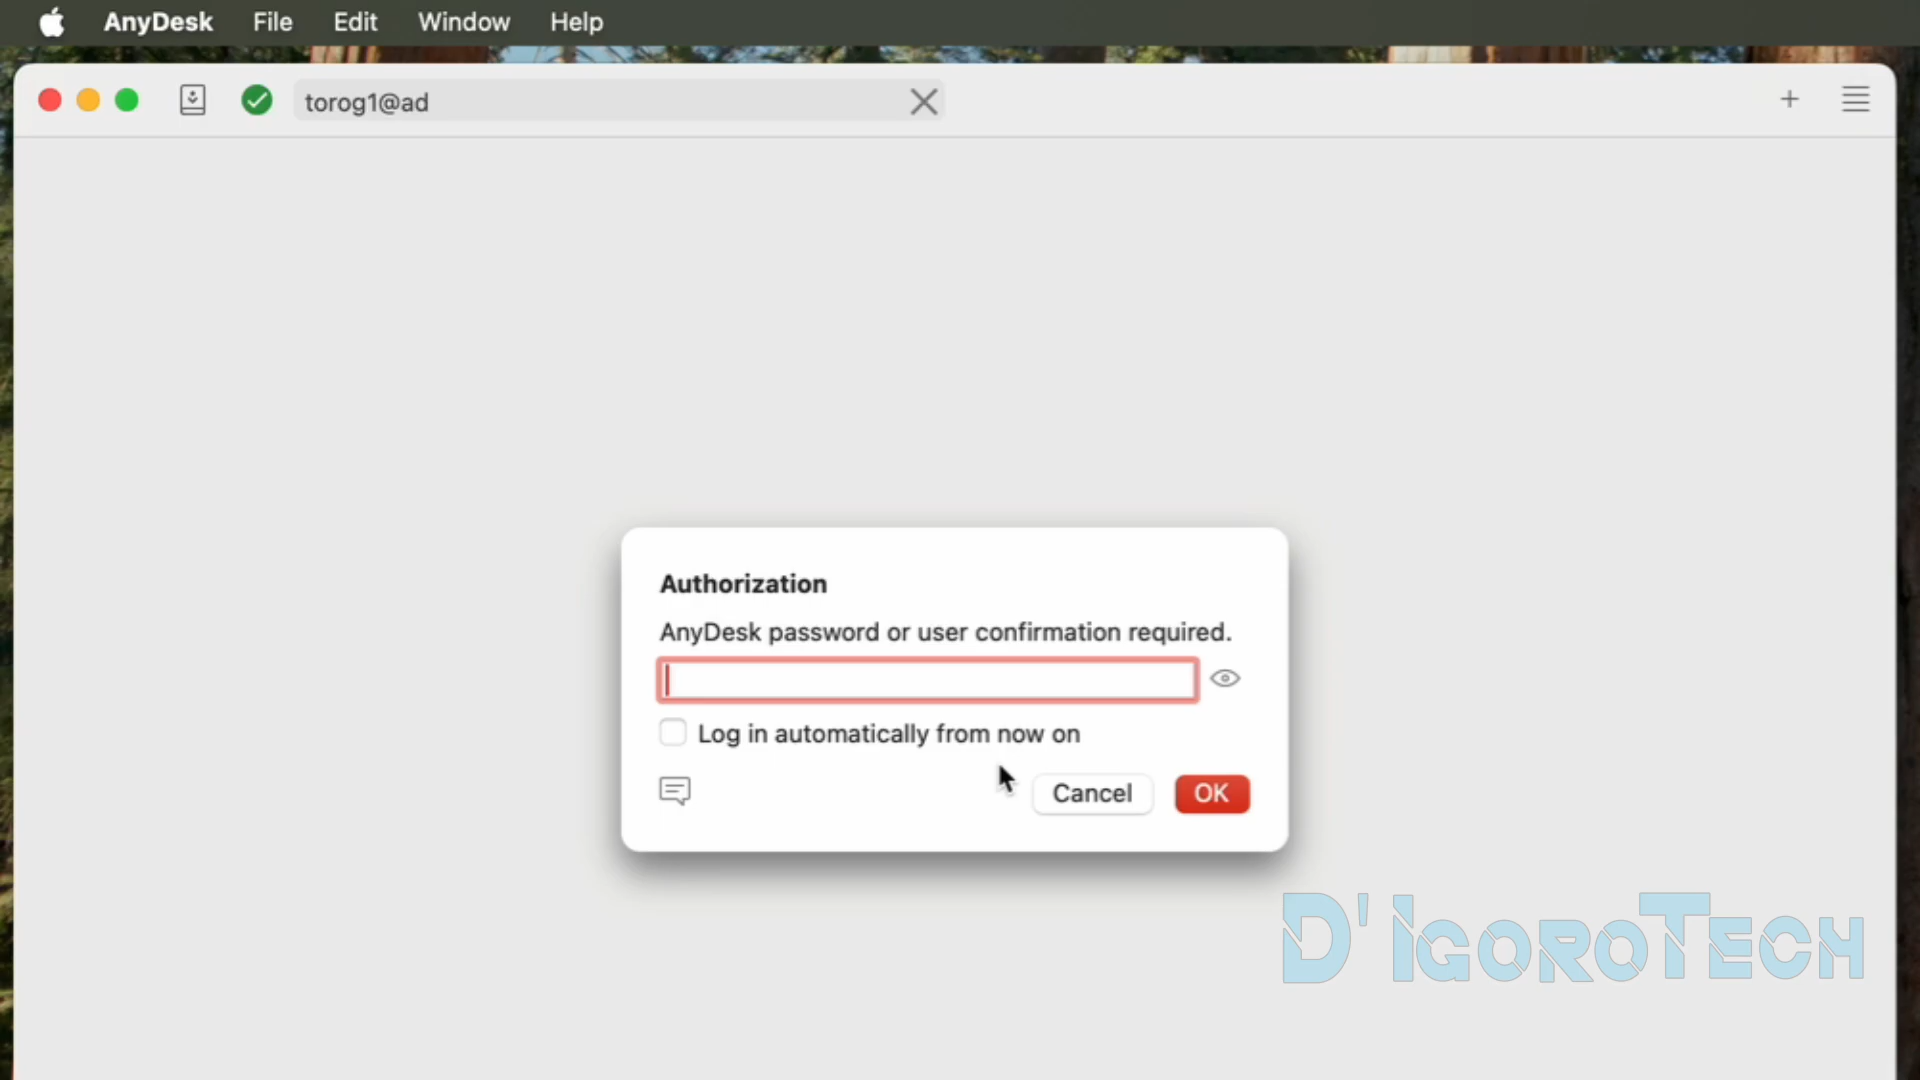 AnyDesk File Edit Window Help
torog1@ad
Authorization
AnyDesk password or user confirmation required.
Log in automatically from now on
Cancel OK
D'IGOROTECH